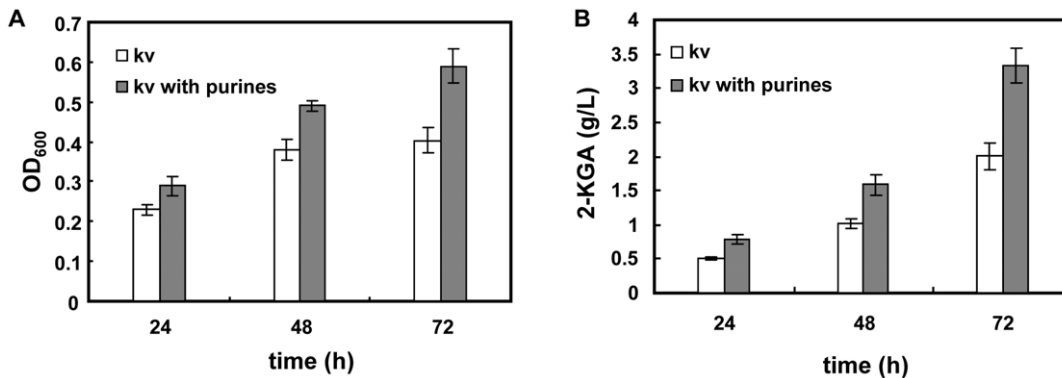 A
0.7
0.6
0.5
0.4
0.3
0.2
0.1
0
OD600
kv
kv with purines
24 48 72
time (h)
B
4
3.5
3
2.5
2
1.5
1
0.5
0
2-KGA (g/L)
kv
kv with purines
24 48 72
time (h)